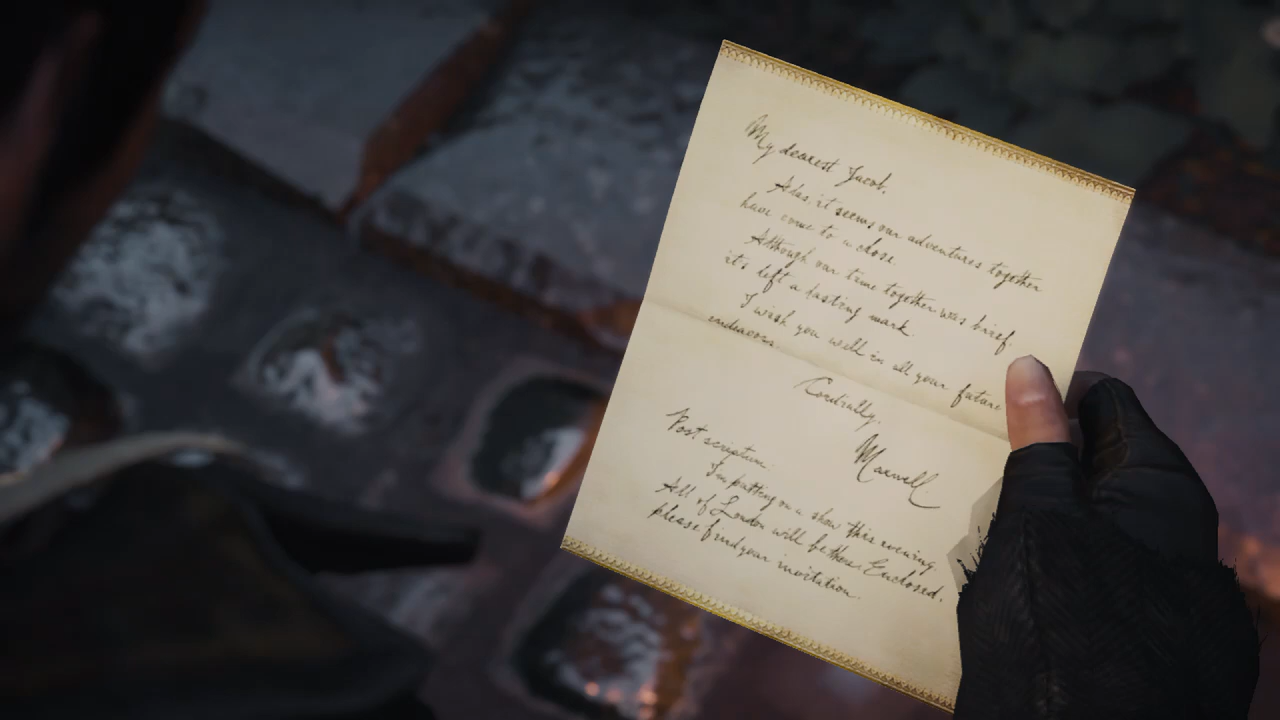 My dearest Jacob,
Alas, it seems our adventures together
have come to a close.
Although our time together was brief,
it's left a lasting mark.
I wish you well in all your future
endeavors.
Cordially,
Maxwell.
Post scriptum.
I'm putting on a show this evening.
All of London will be there. Enclosed,
please find your invitation.